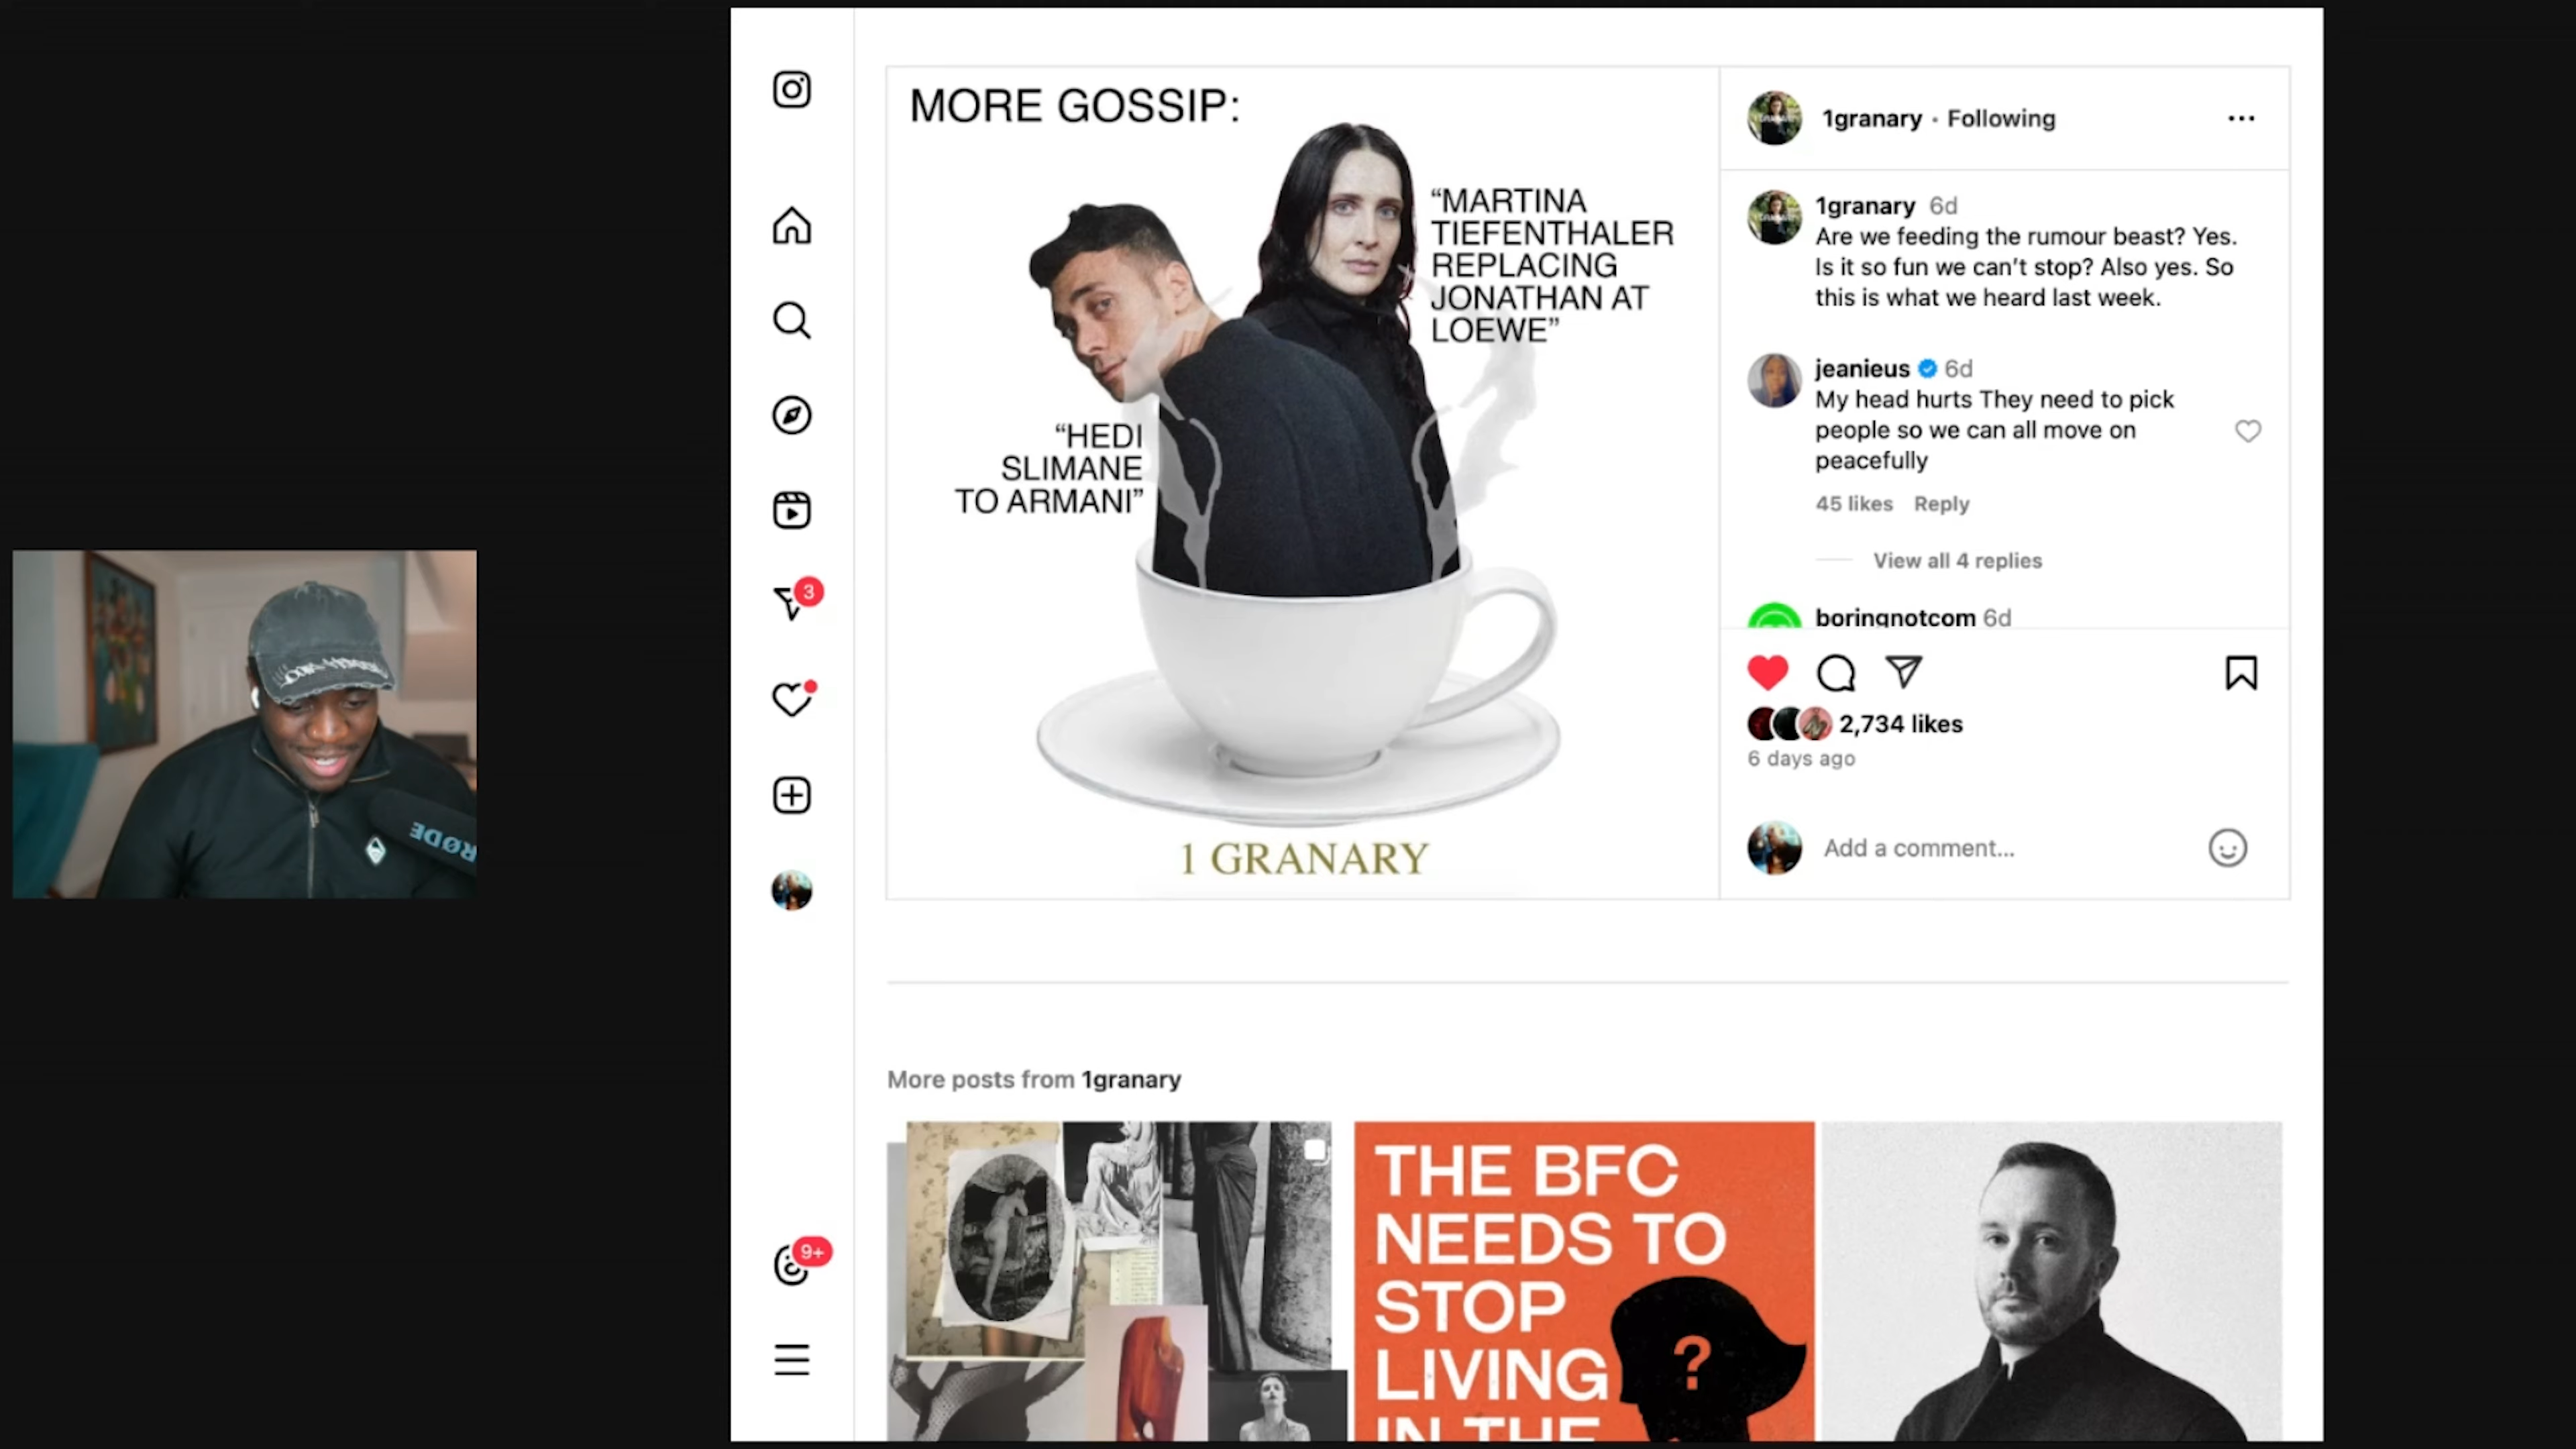 MORE GOSSIP:
“MARTINA
TIEFENTHALER
REPLACING
JONATHAN AT
LOEWE”
“HEDI
SLIMANE
TO ARMANI”
1 GRANARY
1granary • Following
1granary 6d
Are we feeding the rumour beast? Yes.
Is it so fun we can’t stop? Also yes. So
this is what we heard last week.
jeanieus 6d
My head hurts They need to pick
people so we can all move on
peacefully
45 likes Reply
View all 4 replies
boringnotcom 6d
2,734 likes
6 days ago
Add a comment...
3
9+
RØDE
More posts from 1granary
THE BFC
NEEDS TO
STOP
LIVING
IN THE
?